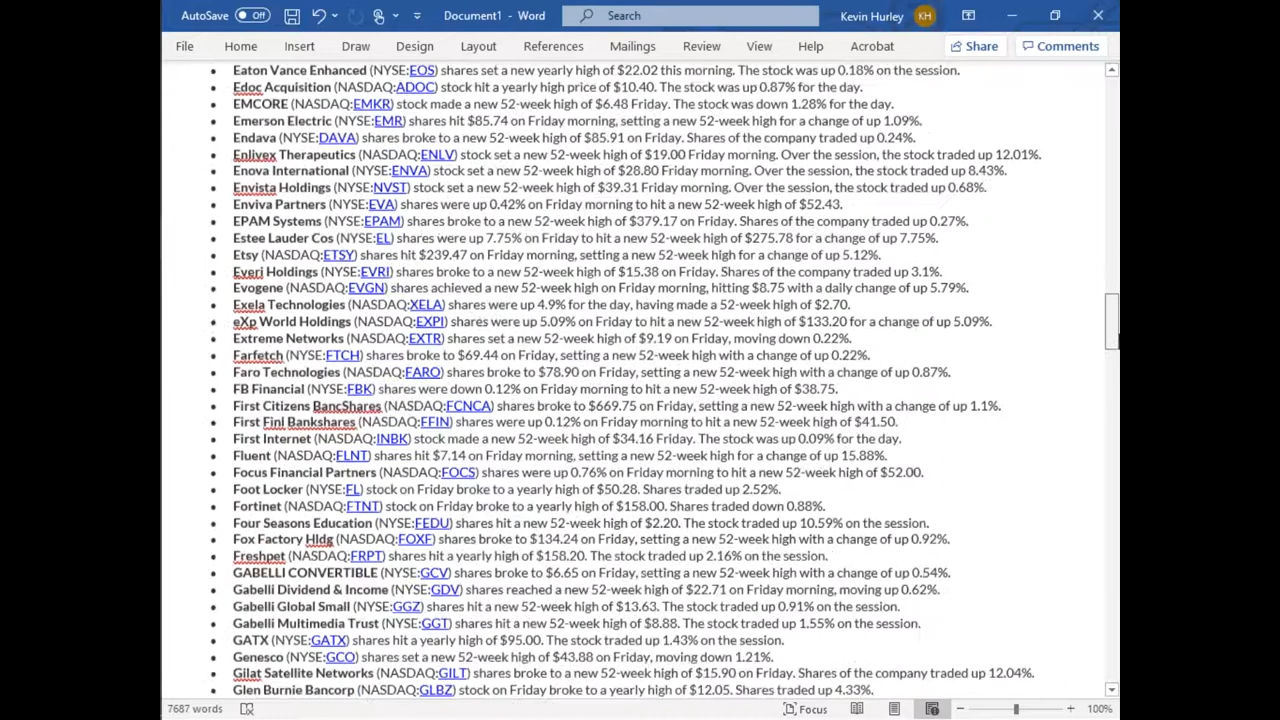 AutoSave Off Document1 - Word Search Kevin Hurley KH
File Home Insert Draw Design Layout References Mailings Review View Help Acrobat Share Comments
• Eaton Vance Enhanced (NYSE:EOS) shares set a new yearly high of $22.02 this morning. The stock was up 0.18% on the session.
• Edoc Acquisition (NASDAQ:ADOC) stock hit a yearly high price of $10.40. The stock was up 0.87% for the day.
• EMCORE (NASDAQ:EMKR) stock made a new 52-week high of $6.48 Friday. The stock was down 1.28% for the day.
• Emerson Electric (NYSE:EMR) shares hit $85.74 on Friday morning, setting a new 52-week high for a change of up 1.09%.
• Endava (NYSE:DAVA) shares broke to a new 52-week high of $85.91 on Friday. Shares of the company traded up 0.24%.
• Enlivex Therapeutics (NASDAQ:ENLV) stock set a new 52-week high of $19.00 Friday morning. Over the session, the stock traded up 12.01%.
• Enova International (NYSE:ENVA) stock set a new 52-week high of $28.80 Friday morning. Over the session, the stock traded up 8.43%.
• Envista Holdings (NYSE:NVST) stock set a new 52-week high of $39.31 Friday morning. Over the session, the stock traded up 0.68%.
• Enviva Partners (NYSE:EVA) shares were up 0.42% on Friday morning to hit a new 52-week high of $52.43.
• EPAM Systems (NYSE:EPAM) shares broke to a new 52-week high of $379.17 on Friday. Shares of the company traded up 0.27%.
• Estee Lauder Cos (NYSE:EL) shares were up 7.75% on Friday to hit a new 52-week high of $275.78 for a change of up 7.75%.
• Etsy (NASDAQ:ETSY) shares hit $239.47 on Friday morning, setting a new 52-week high for a change of up 5.12%.
• Everi Holdings (NYSE:EVRI) shares broke to a new 52-week high of $15.38 on Friday. Shares of the company traded up 3.1%.
• Evogene (NASDAQ:EVGN) shares achieved a new 52-week high on Friday morning, hitting $8.75 with a daily change of up 5.79%.
• Exela Technologies (NASDAQ:XELA) shares were up 4.9% for the day, having made a 52-week high of $2.70.
• eXp World Holdings (NASDAQ:EXPI) shares were up 5.09% on Friday to hit a new 52-week high of $133.20 for a change of up 5.09%.
• Extreme Networks (NASDAQ:EXTR) shares set a new 52-week high of $9.19 on Friday, moving down 0.22%.
• Farfetch (NYSE:FTCH) shares broke to $69.44 on Friday, setting a new 52-week high with a change of up 0.22%.
• Faro Technologies (NASDAQ:FARO) shares broke to $78.90 on Friday, setting a new 52-week high with a change of up 0.87%.
• FB Financial (NYSE:FBK) shares were down 0.12% on Friday morning to hit a new 52-week high of $38.75.
• First Citizens BancShares (NASDAQ:FCNCA) shares broke to $669.75 on Friday, setting a new 52-week high with a change of up 1.1%.
• First Finl Bankshares (NASDAQ:FFIN) shares were up 0.12% on Friday morning to hit a new 52-week high of $41.50.
• First Internet (NASDAQ:INBK) stock made a new 52-week high of $34.16 Friday. The stock was up 0.09% for the day.
• Fluent (NASDAQ:FLNT) shares hit $7.14 on Friday morning, setting a new 52-week high for a change of up 15.88%.
• Focus Financial Partners (NASDAQ:FOCS) shares were up 0.76% on Friday morning to hit a new 52-week high of $52.00.
• Foot Locker (NYSE:FL) stock on Friday broke to a yearly high of $50.28. Shares traded up 2.52%.
• Fortinet (NASDAQ:FTNT) stock on Friday broke to a yearly high of $158.00. Shares traded down 0.88%.
• Four Seasons Education (NYSE:FEDU) shares hit a new 52-week high of $2.20. The stock traded up 10.59% on the session.
• Fox Factory Hldg (NASDAQ:FOXF) shares broke to $134.24 on Friday, setting a new 52-week high with a change of up 0.92%.
• Freshpet (NASDAQ:FRPT) shares hit a yearly high of $158.20. The stock traded up 2.16% on the session.
• GABELLI CONVERTIBLE (NYSE:GCV) shares broke to $6.65 on Friday, setting a new 52-week high with a change of up 0.54%.
• Gabelli Dividend & Income (NYSE:GDV) shares reached a new 52-week high of $22.71 on Friday morning, moving up 0.62%.
• Gabelli Global Small (NYSE:GGZ) shares hit a new 52-week high of $13.63. The stock traded up 0.91% on the session.
• Gabelli Multimedia Trust (NYSE:GGT) shares hit a new 52-week high of $8.88. The stock traded up 1.55% on the session.
• GATX (NYSE:GATX) shares hit a yearly high of $95.00. The stock traded up 1.43% on the session.
• Genesco (NYSE:GCO) shares set a new 52-week high of $43.88 on Friday, moving down 1.21%.
• Gilat Satellite Networks (NASDAQ:GILT) shares broke to a new 52-week high of $15.90 on Friday. Shares of the company traded up 12.04%.
• Glen Burnie Bancorp (NASDAQ:GLBZ) stock on Friday broke to a yearly high of $12.05. Shares traded up 4.33%.
7687 words Focus 100%